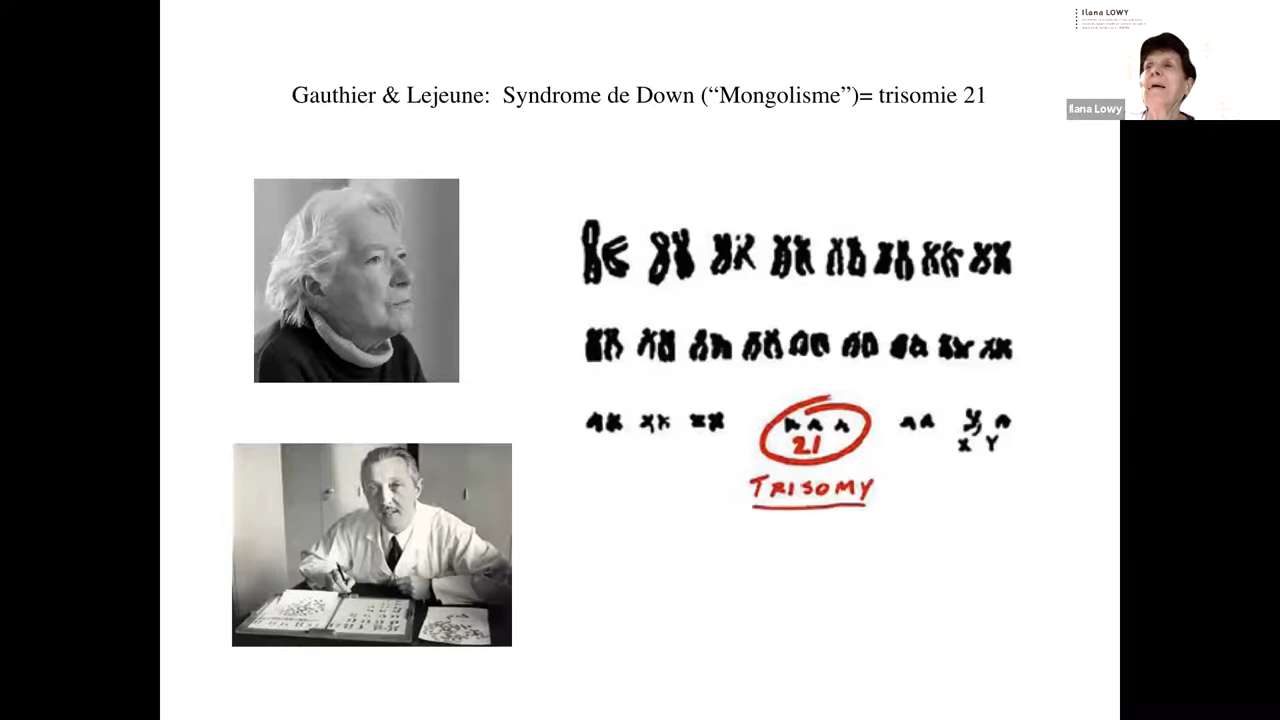 Ilana LOWY
Ilana Lowy
Gauthier & Lejeune:  Syndrome de Down (“Mongolisme”)= trisomie 21
21
X Y
TRISOMY